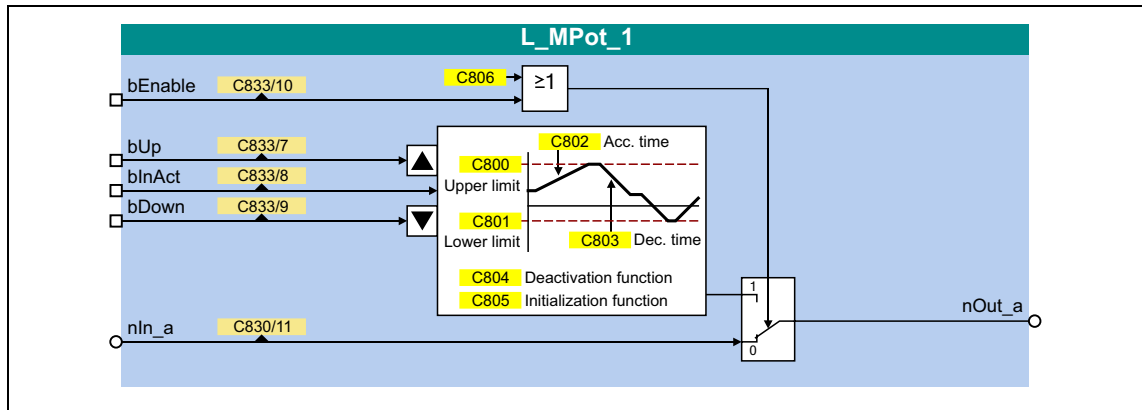 L_MPot_1
bEnable C833/10
C806
≥1
bUp C833/7
bInAct C833/8
bDown C833/9
C802 Acc. time
C800
Upper limit
C801
Lower limit
C803 Dec. time
C804 Deactivation function
C805 Initialization function
nIn_a C830/11
1
0
nOut_a